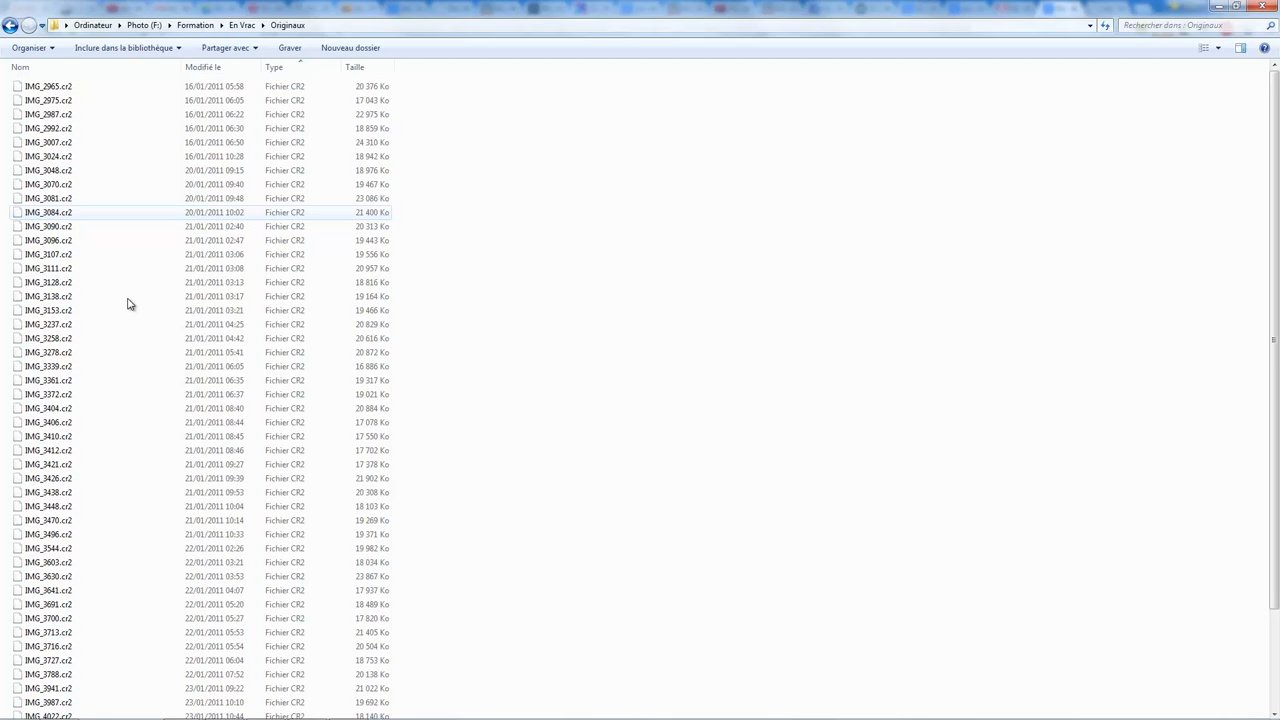 Ordinateur Photo (F:) Formation En Vrac Originaux Rechercher dans : Originaux
Organiser Inclure dans la bibliothèque Partager avec Graver Nouveau dossier
Nom Modifié le Type Taille
IMG_2965.cr2 16/01/2011 05:58 Fichier CR2 20 376 Ko
IMG_2975.cr2 16/01/2011 06:05 Fichier CR2 17 043 Ko
IMG_2987.cr2 16/01/2011 06:22 Fichier CR2 22 975 Ko
IMG_2992.cr2 16/01/2011 06:30 Fichier CR2 18 859 Ko
IMG_3007.cr2 16/01/2011 06:50 Fichier CR2 24 310 Ko
IMG_3024.cr2 16/01/2011 10:28 Fichier CR2 18 942 Ko
IMG_3048.cr2 20/01/2011 09:15 Fichier CR2 18 976 Ko
IMG_3070.cr2 20/01/2011 09:40 Fichier CR2 19 467 Ko
IMG_3081.cr2 20/01/2011 09:48 Fichier CR2 23 086 Ko
IMG_3084.cr2 20/01/2011 10:02 Fichier CR2 21 400 Ko
IMG_3090.cr2 21/01/2011 02:40 Fichier CR2 20 313 Ko
IMG_3096.cr2 21/01/2011 02:47 Fichier CR2 19 443 Ko
IMG_3107.cr2 21/01/2011 03:06 Fichier CR2 19 556 Ko
IMG_3111.cr2 21/01/2011 03:08 Fichier CR2 20 957 Ko
IMG_3128.cr2 21/01/2011 03:13 Fichier CR2 18 816 Ko
IMG_3138.cr2 21/01/2011 03:17 Fichier CR2 19 164 Ko
IMG_3153.cr2 21/01/2011 03:21 Fichier CR2 19 466 Ko
IMG_3237.cr2 21/01/2011 04:25 Fichier CR2 20 829 Ko
IMG_3258.cr2 21/01/2011 04:42 Fichier CR2 20 616 Ko
IMG_3278.cr2 21/01/2011 05:41 Fichier CR2 20 872 Ko
IMG_3339.cr2 21/01/2011 06:05 Fichier CR2 16 886 Ko
IMG_3361.cr2 21/01/2011 06:35 Fichier CR2 19 317 Ko
IMG_3372.cr2 21/01/2011 06:37 Fichier CR2 19 021 Ko
IMG_3404.cr2 21/01/2011 08:40 Fichier CR2 20 884 Ko
IMG_3406.cr2 21/01/2011 08:44 Fichier CR2 17 078 Ko
IMG_3410.cr2 21/01/2011 08:45 Fichier CR2 17 550 Ko
IMG_3412.cr2 21/01/2011 08:46 Fichier CR2 17 702 Ko
IMG_3421.cr2 21/01/2011 09:27 Fichier CR2 17 378 Ko
IMG_3426.cr2 21/01/2011 09:39 Fichier CR2 21 902 Ko
IMG_3438.cr2 21/01/2011 09:53 Fichier CR2 20 308 Ko
IMG_3448.cr2 21/01/2011 10:04 Fichier CR2 18 103 Ko
IMG_3470.cr2 21/01/2011 10:14 Fichier CR2 19 269 Ko
IMG_3496.cr2 21/01/2011 10:33 Fichier CR2 19 371 Ko
IMG_3544.cr2 22/01/2011 02:26 Fichier CR2 19 982 Ko
IMG_3603.cr2 22/01/2011 03:21 Fichier CR2 18 034 Ko
IMG_3630.cr2 22/01/2011 03:53 Fichier CR2 23 867 Ko
IMG_3641.cr2 22/01/2011 04:07 Fichier CR2 17 937 Ko
IMG_3691.cr2 22/01/2011 05:20 Fichier CR2 18 489 Ko
IMG_3700.cr2 22/01/2011 05:27 Fichier CR2 17 820 Ko
IMG_3713.cr2 22/01/2011 05:53 Fichier CR2 21 405 Ko
IMG_3716.cr2 22/01/2011 05:54 Fichier CR2 20 504 Ko
IMG_3727.cr2 22/01/2011 06:04 Fichier CR2 18 753 Ko
IMG_3788.cr2 22/01/2011 07:52 Fichier CR2 20 138 Ko
IMG_3941.cr2 23/01/2011 09:22 Fichier CR2 21 022 Ko
IMG_3987.cr2 23/01/2011 10:10 Fichier CR2 19 692 Ko
IMG_4022.cr2 23/01/2011 10:44 Fichier CR2 18 140 Ko